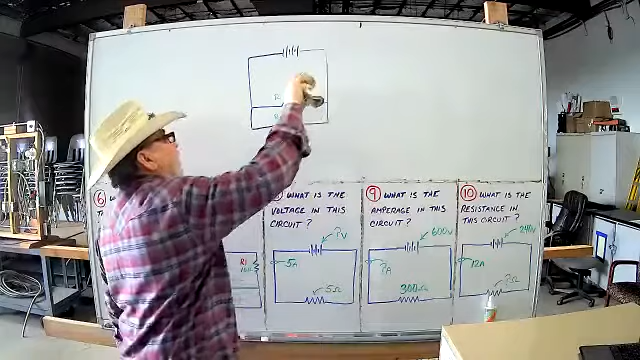 R
6
WHAT IS THE
VOLTAGE IN THIS
CIRCUIT?
?V
5A
5Ω
9 WHAT IS THE
AMPERAGE IN THIS
CIRCUIT?
600V
?A
300Ω
10 WHAT IS THE
RESISTANCE IN
THIS CIRCUIT?
240V
12A
?Ω
R1